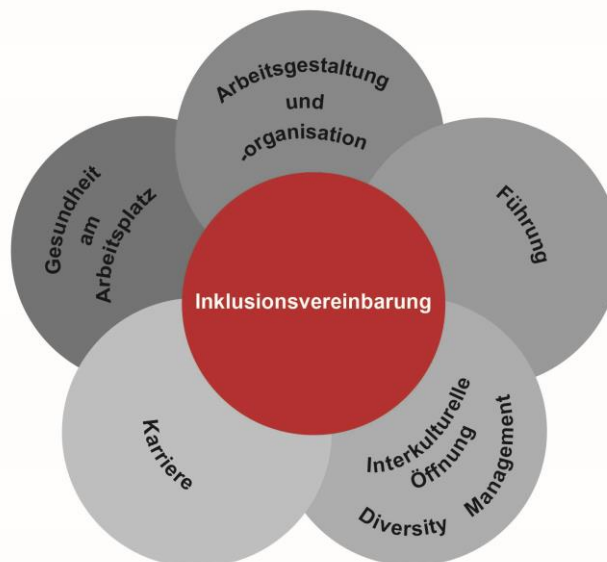 Arbeitsgestaltung
und
-organisation
Führung
Interkulturelle
Öffnung
Diversity Management
Karriere
Gesundheit
am
Arbeitsplatz
Inklusionsvereinbarung